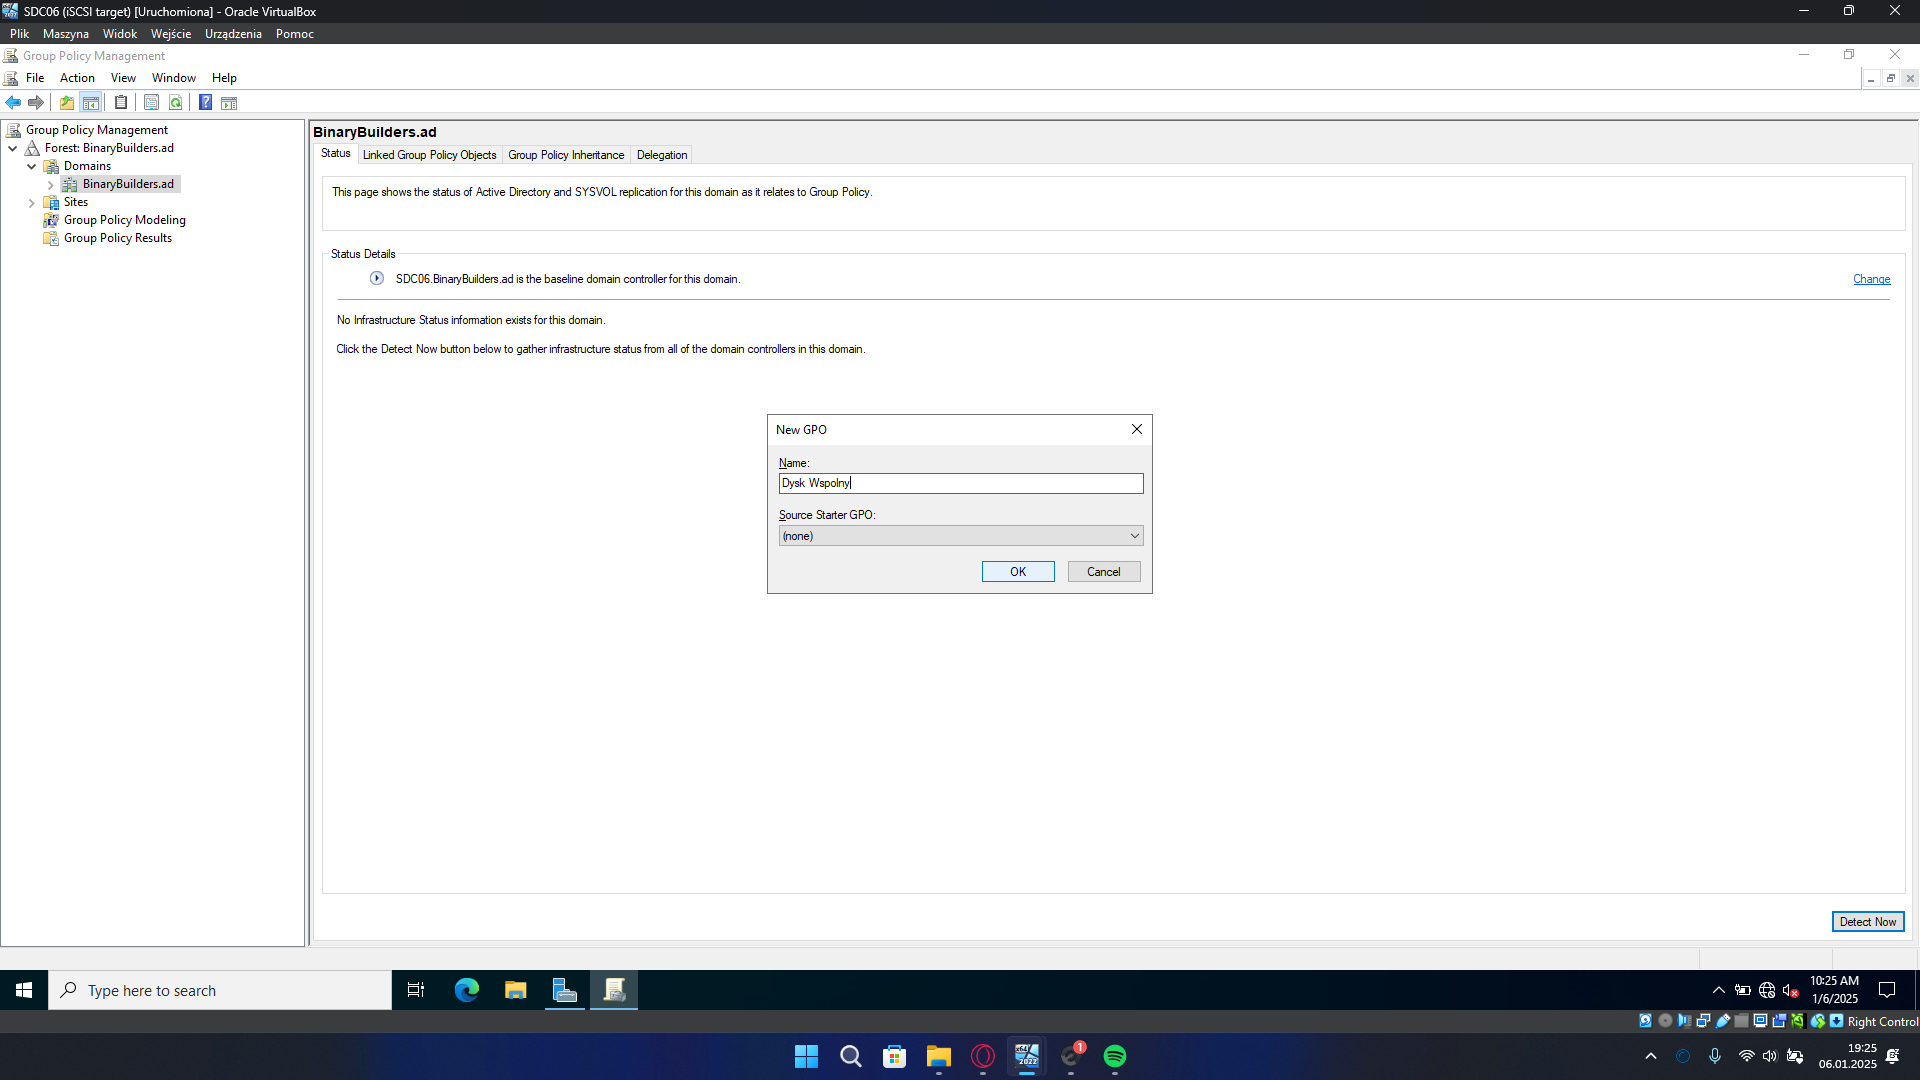 SDC06 (iSCSI target) [Uruchomiona] - Oracle VirtualBox
Plik Maszyna Widok Wejście Urządzenia Pomoc
Group Policy Management
File Action View Window Help
Group Policy Management
Forest: BinaryBuilders.ad
Domains
BinaryBuilders.ad
Sites
Group Policy Modeling
Group Policy Results
BinaryBuilders.ad
Status Linked Group Policy Objects Group Policy Inheritance Delegation
This page shows the status of Active Directory and SYSVOL replication for this domain as it relates to Group Policy.
Status Details
SDC06.BinaryBuilders.ad is the baseline domain controller for this domain.
Change
No Infrastructure Status information exists for this domain.
Click the Detect Now button below to gather infrastructure status from all of the domain controllers in this domain.
New GPO
Name:
Dysk Wspolny
Source Starter GPO:
(none)
OK Cancel
Detect Now
Type here to search
10:25 AM
1/6/2025
Right Control
2022
1
19:25
06.01.2025